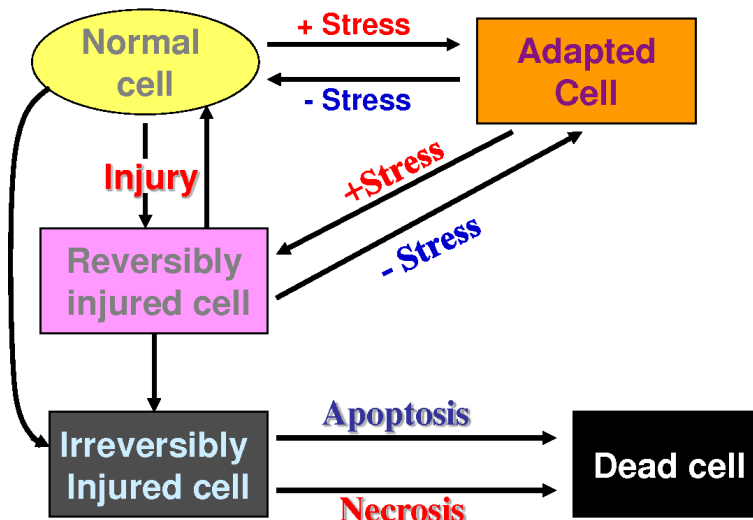 Normal
cell
+ Stress
- Stress
Adapted
Cell
Injury
+Stress
- Stress
Reversibly
injured cell
Irreversibly
Injured cell
Apoptosis
Necrosis
Dead cell